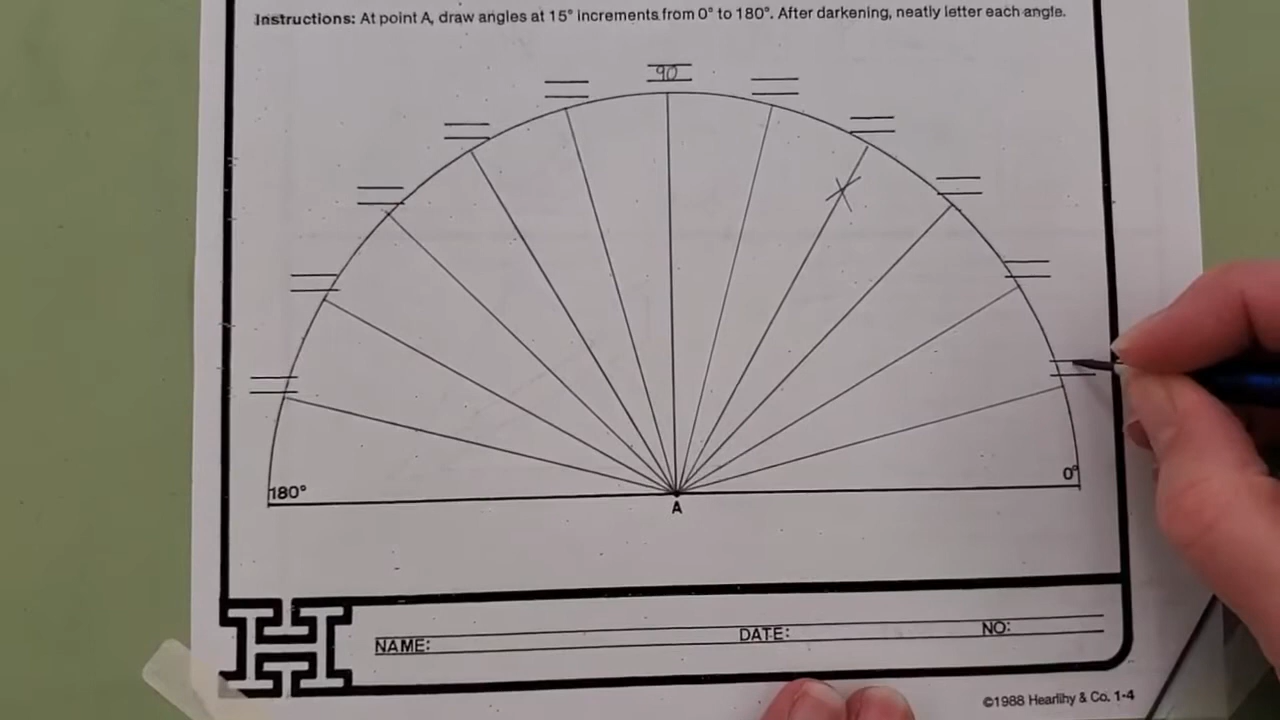 Instructions: At point A, draw angles at 15° increments from 0° to 180°. After darkening, neatly letter each angle.
90
180°
0°
A
NAME:
DATE:
NO:
©1988 Hearlihy & Co. 1-4